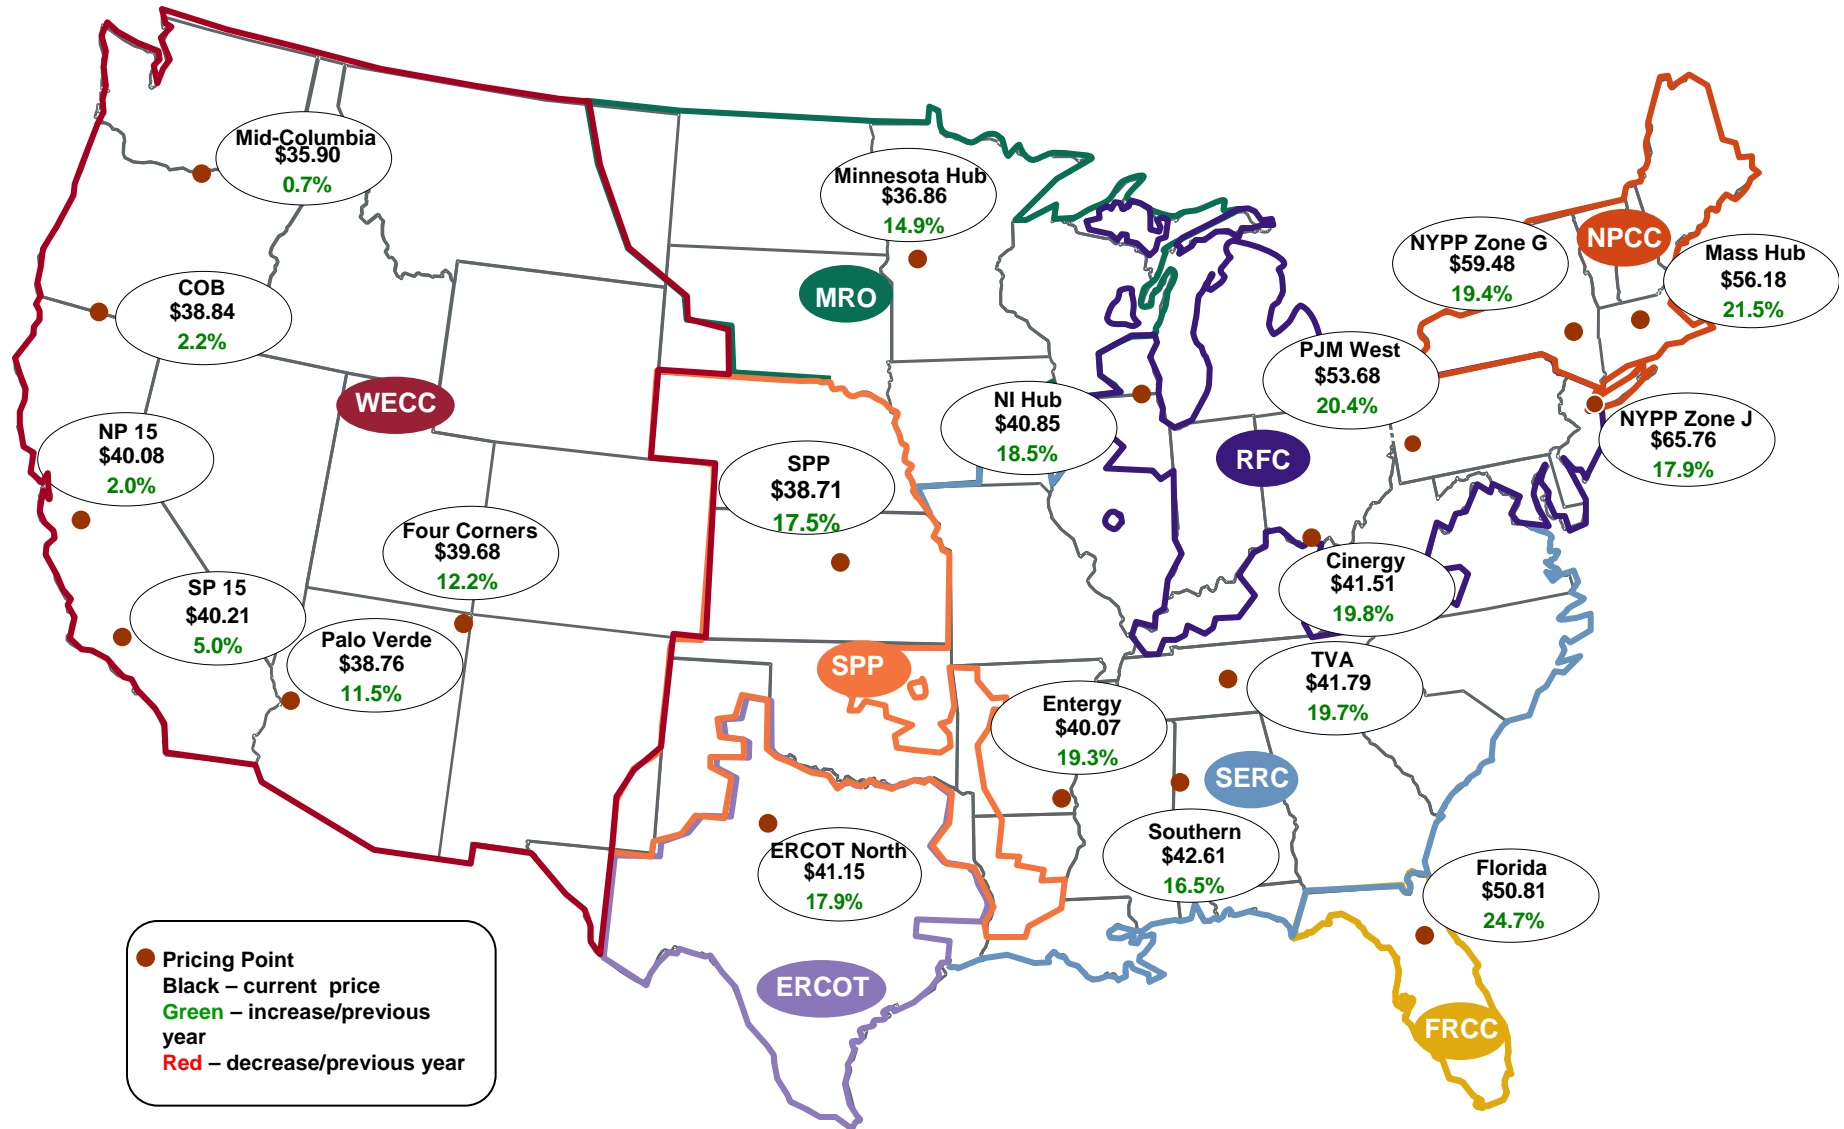 Mid-Columbia
$35.90
0.7%
Minnesota Hub
$36.86
14.9%
NYPP Zone G
$59.48
19.4%
NPCC
Mass Hub
$56.18
21.5%
COB
$38.84
2.2%
MRO
PJM West
$53.68
20.4%
WECC
NI Hub
$40.85
18.5%
NYPP Zone J
$65.76
17.9%
NP 15
$40.08
2.0%
SPP
$38.71
17.5%
RFC
Four Corners
$39.68
12.2%
Cinergy
$41.51
19.8%
SP 15
$40.21
5.0%
Palo Verde
$38.76
11.5%
SPP
TVA
$41.79
19.7%
Entergy
$40.07
19.3%
SERC
Southern
$42.61
16.5%
ERCOT North
$41.15
17.9%
Florida
$50.81
24.7%
ERCOT
FRCC
Pricing Point
Black – current price
Green – increase/previous
year
Red – decrease/previous year